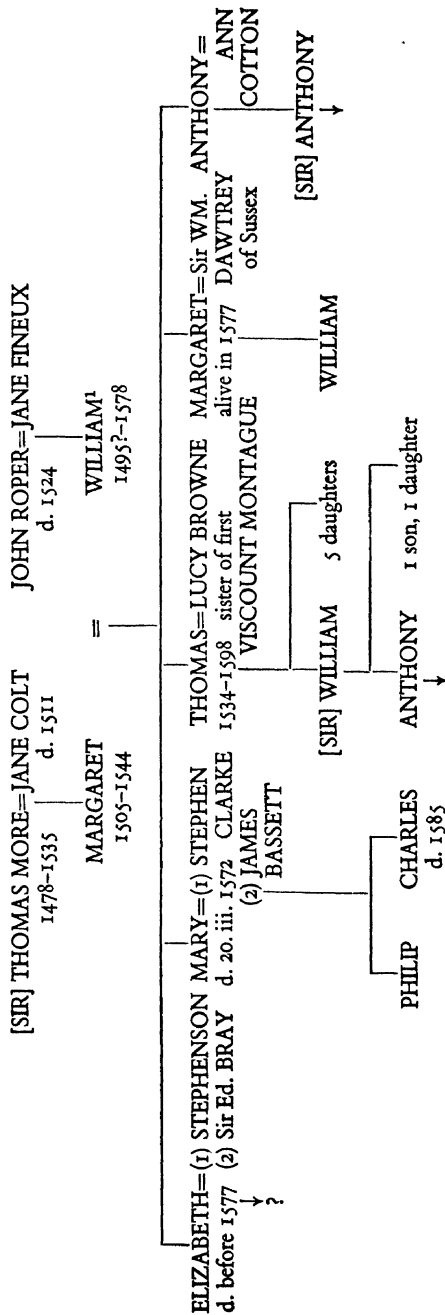 [SIR] THOMAS MORE=JANE COLT JOHN ROPER=JANE FINEUX
1478–1535 d. 1511 d. 1524
MARGARET = WILLIAM¹
1505–1544 1495?–1578
ELIZABETH=(1) STEPHENSON MARY=(1) STEPHEN THOMAS=LUCY BROWNE MARGARET=Sir WM. ANTHONY=
d. before 1577 (2) Sir Ed. BRAY d. 20. iii. 1572 CLARKE 1534–1598 sister of first alive in 1577 DAWTREY ANN
? (2) JAMES VISCOUNT MONTAGUE of Sussex COTTON
BASSETT
[SIR] WILLIAM 5 daughters WILLIAM [SIR] ANTHONY
PHILIP CHARLES ANTHONY 1 son, 1 daughter
d. 1585